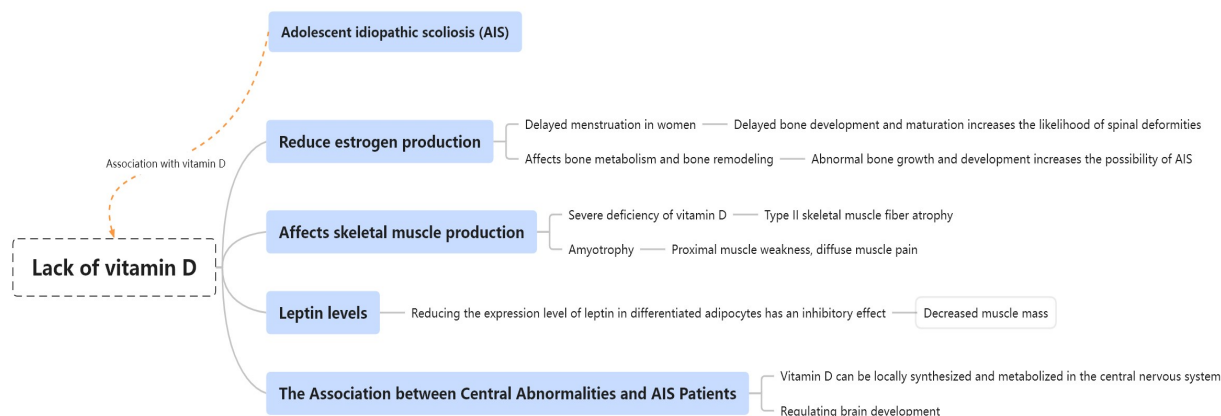 Adolescent idiopathic scoliosis (AIS)
Association with vitamin D
Lack of vitamin D
Reduce estrogen production
Delayed menstruation in women
Delayed bone development and maturation increases the likelihood of spinal deformities
Affects bone metabolism and bone remodeling
Abnormal bone growth and development increases the possibility of AIS
Affects skeletal muscle production
Severe deficiency of vitamin D
Type II skeletal muscle fiber atrophy
Amyotrophy
Proximal muscle weakness, diffuse muscle pain
Leptin levels
Reducing the expression level of leptin in differentiated adipocytes has an inhibitory effect
Decreased muscle mass
The Association between Central Abnormalities and AIS Patients
Vitamin D can be locally synthesized and metabolized in the central nervous system
Regulating brain development